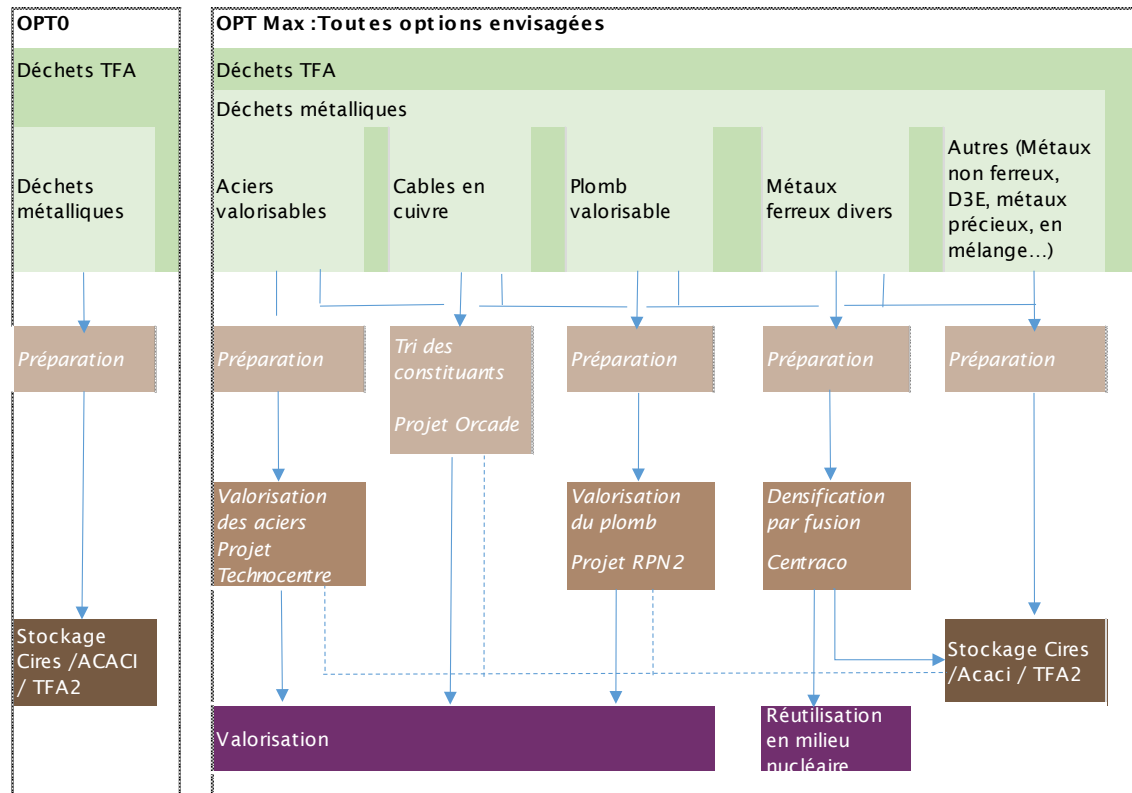 OPT0
Déchets TFA
Déchets
métalliques
Préparation
Stockage
Cires /ACACI
/ TFA2
OPT Max :Toutes options envisagées
Déchets TFA
Déchets métalliques
Aciers
valorisables
Cables en
cuivre
Plomb
valorisable
Métaux
ferreux divers
Autres (Métaux
non ferreux,
D3E, métaux
précieux, en
mélange...)
Préparation
Tri des
constituants
Projet Orcade
Préparation
Préparation
Préparation
Valorisation
des aciers
Projet
Technocentre
Valorisation
du plomb
Projet RPN2
Densification
par fusion
Centraco
Stockage Cires
/Acaci / TFA2
Valorisation
Réutilisation
en milieu
nucléaire